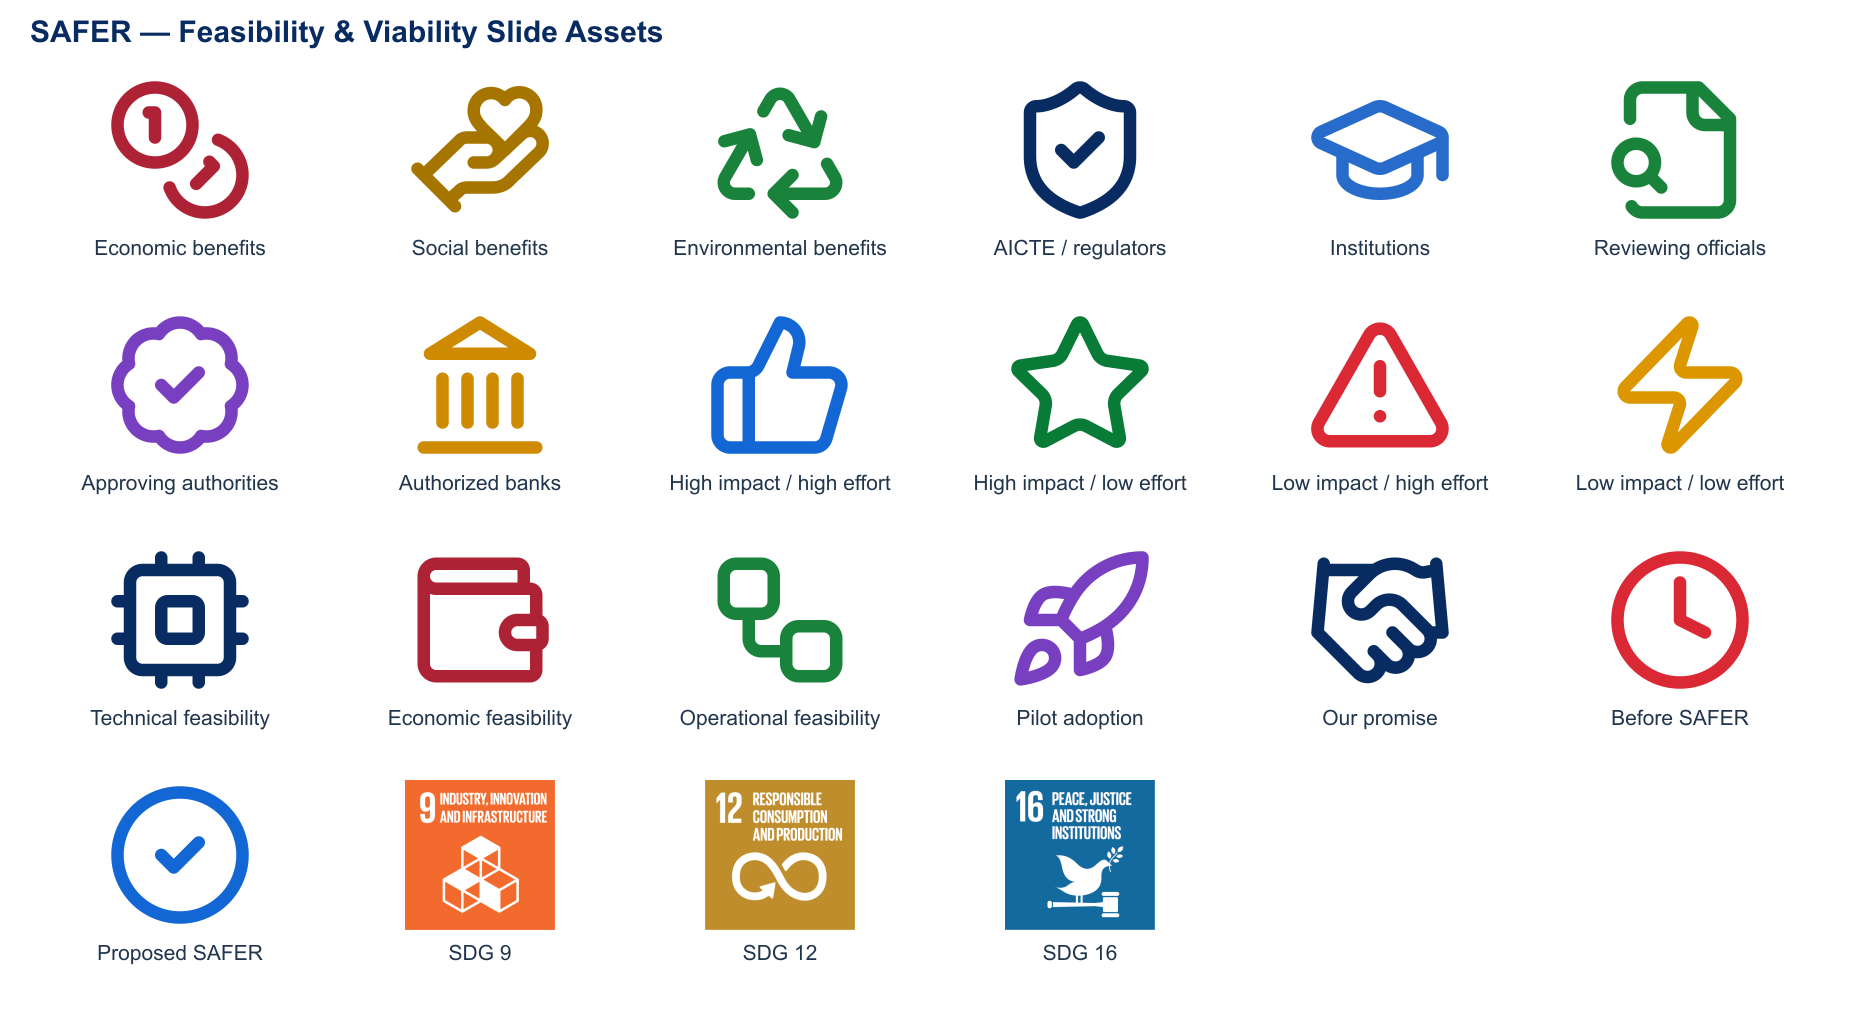 SAFER — Feasibility & Viability Slide Assets
1
1
Economic benefits
Social benefits
Environmental benefits
AICTE / regulators
Institutions
Reviewing officials
Approving authorities
Authorized banks
High impact / high effort
High impact / low effort
Low impact / high effort
Low impact / low effort
Technical feasibility
Economic feasibility
Operational feasibility
Pilot adoption
Our promise
Before SAFER
Proposed SAFER
9 INDUSTRY, INNOVATION
AND INFRASTRUCTURE
SDG 9
12 RESPONSIBLE
CONSUMPTION
AND PRODUCTION
SDG 12
16 PEACE, JUSTICE
AND STRONG
INSTITUTIONS
SDG 16